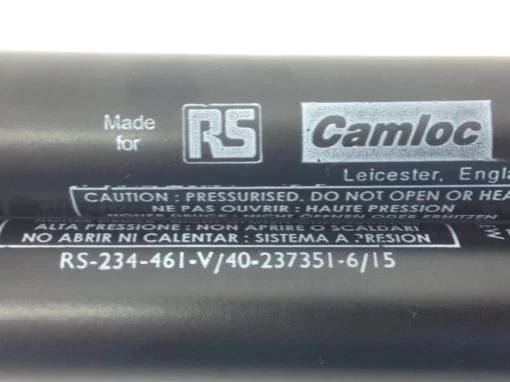 Made
for
RS
Camloc
Leicester, Engla
CAUTION : PRESSURISED. DO NOT OPEN OR HEA
NE PAS OUVRIR : HAUTE PRESSION
ALTA PRESSIONE : NON APRIRE O SCALDARI
NO ABRIR NI CALENTAR : SISTEMA A PRESION
RS-234-461-V/40-237351-6/15